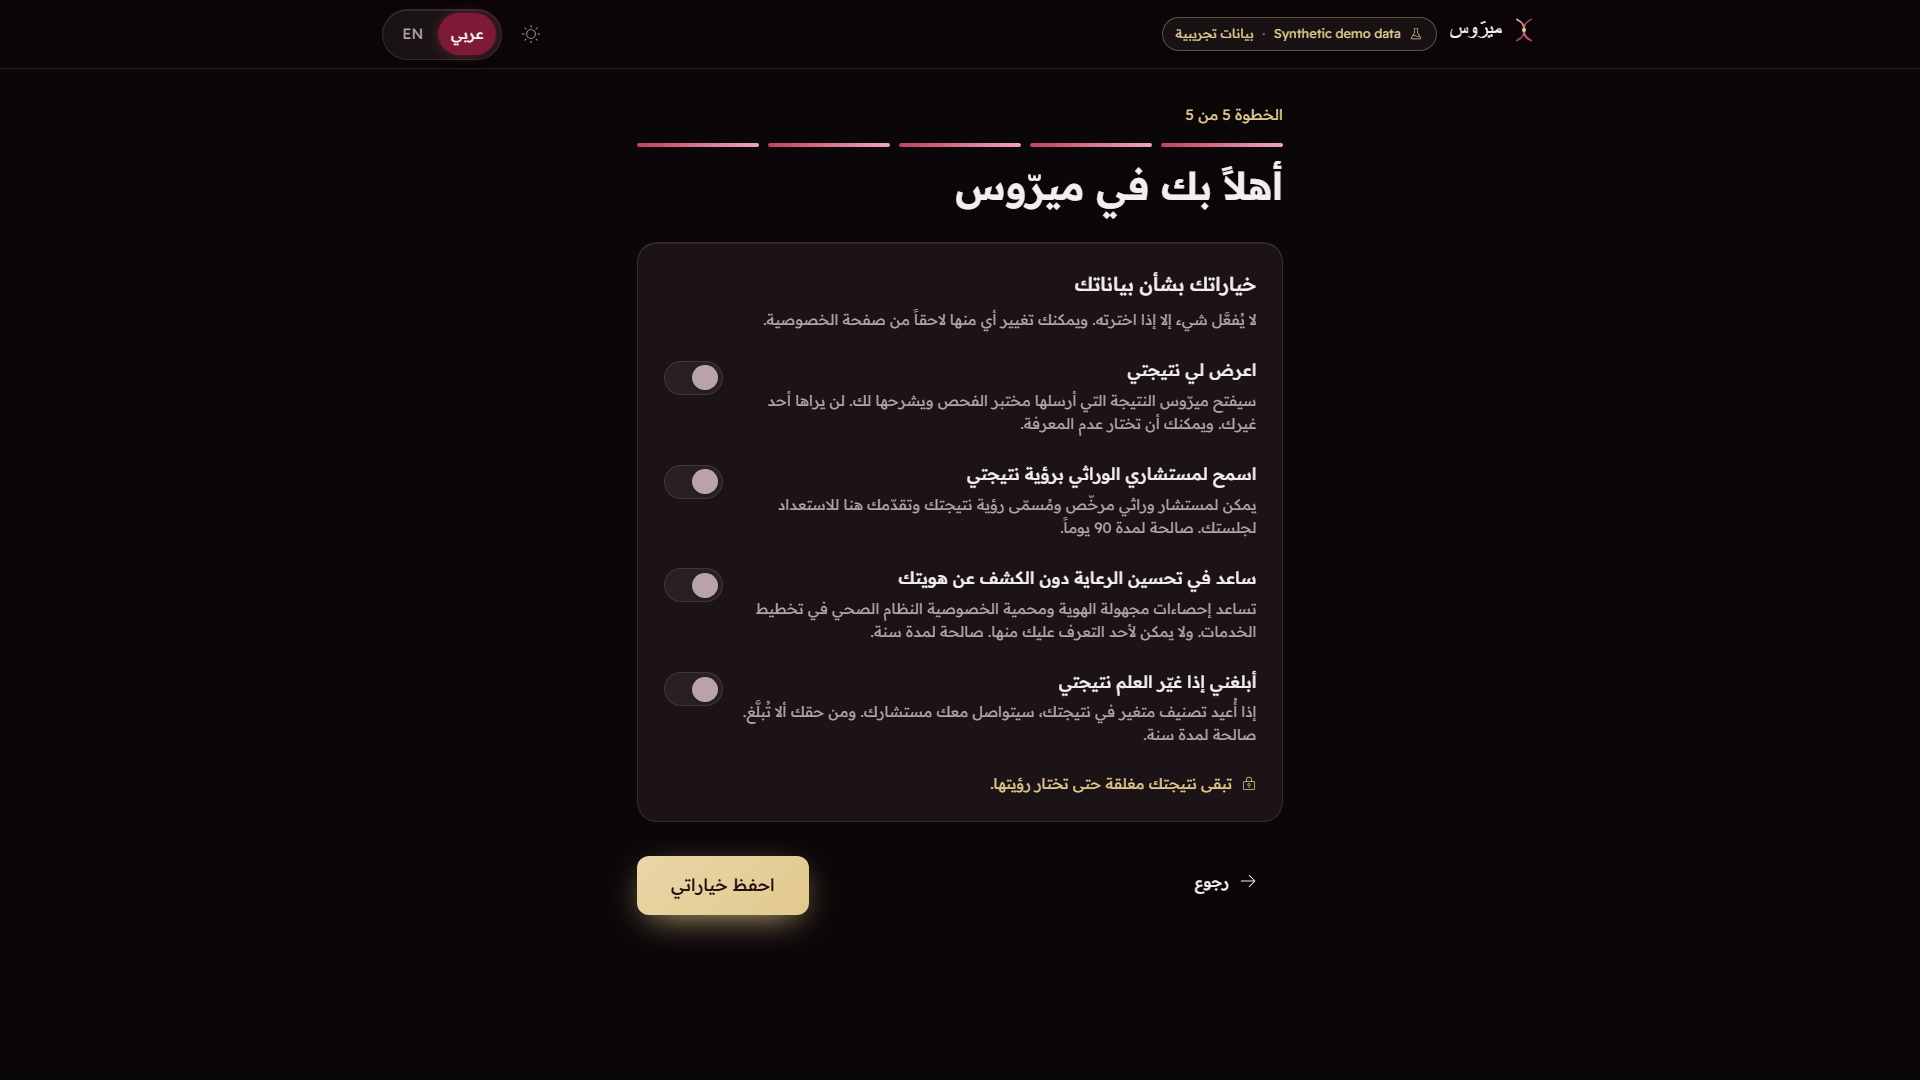 ميرّوس
Synthetic demo data · بيانات تجريبية
عربي
EN
الخطوة 5 من 5
أهلاً بك في ميرّوس
خياراتك بشأن بياناتك
لا يُفعَّل شيء إلا إذا اخترته. ويمكنك تغيير أي منها لاحقاً من صفحة الخصوصية.
اعرض لي نتيجتي
سيفتح ميرّوس النتيجة التي أرسلها مختبر الفحص ويشرحها لك. لن يراها أحد
غيرك. ويمكنك أن تختار عدم المعرفة.
اسمح لمستشاري الوراثي برؤية نتيجتي
يمكن لمستشار وراثي مرخّص ومُسمّى رؤية نتيجتك وتقدّمك هنا للاستعداد
لجلستك. صالحة لمدة 90 يوماً.
ساعد في تحسين الرعاية دون الكشف عن هويتك
تساعد إحصاءات مجهولة الهوية ومحمية الخصوصية النظام الصحي في تخطيط
الخدمات. ولا يمكن لأحد التعرف عليك منها. صالحة لمدة سنة.
أبلغني إذا غيّر العلم نتيجتي
إذا أُعيد تصنيف متغير في نتيجتك، سيتواصل معك مستشارك. ومن حقك ألا تُبلَّغ.
صالحة لمدة سنة.
تبقى نتيجتك مغلقة حتى تختار رؤيتها.
رجوع
احفظ خياراتي